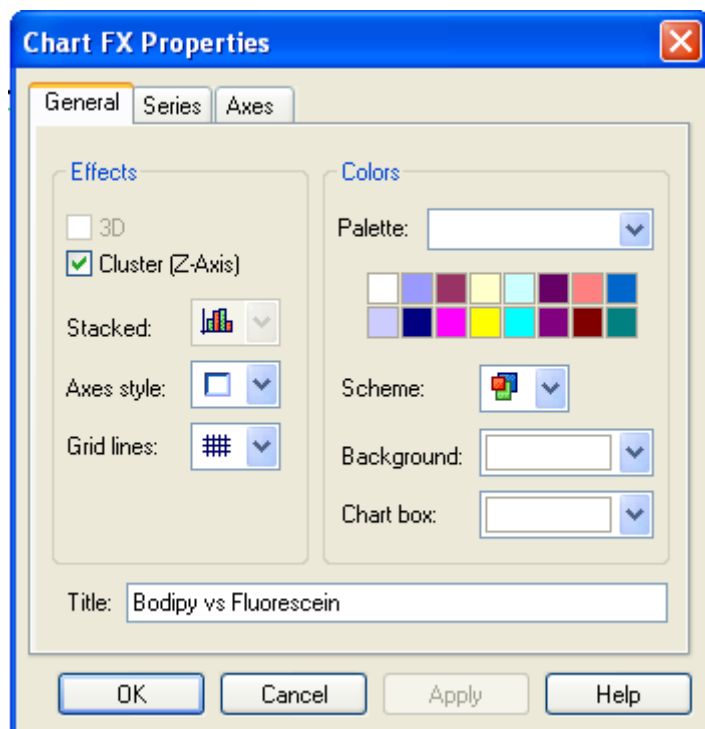 Chart FX Properties
General Series Axes
Effects
3D
Cluster (Z-Axis)
Stacked:
Axes style:
Grid lines:
Colors
Palette:
Scheme:
Background:
Chart box:
Title: Bodipy vs Fluorescein
OK Cancel Apply Help